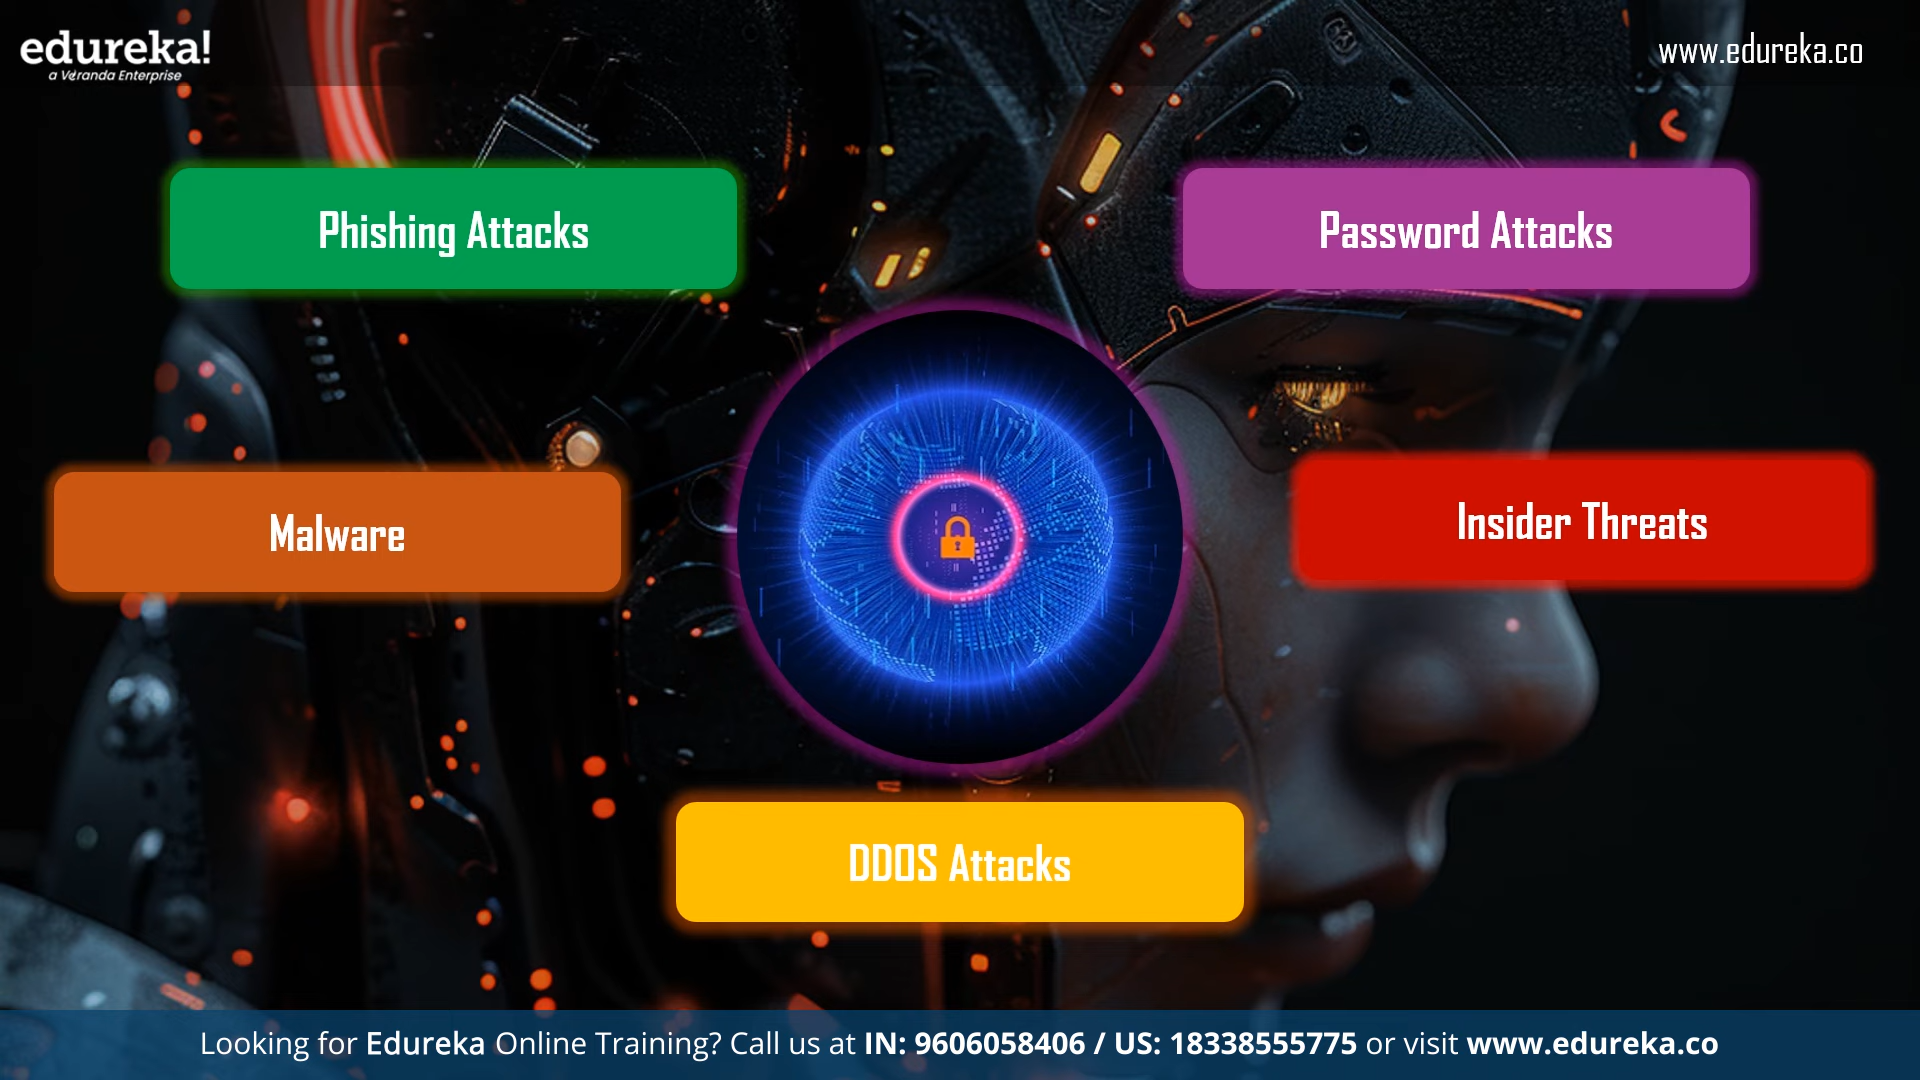 edureka!
a Veranda Enterprise
www.edureka.co
Phishing Attacks
Password Attacks
Malware
Insider Threats
DDOS Attacks
Looking for Edureka Online Training? Call us at IN: 9606058406 / US: 18338555775 or visit www.edureka.co